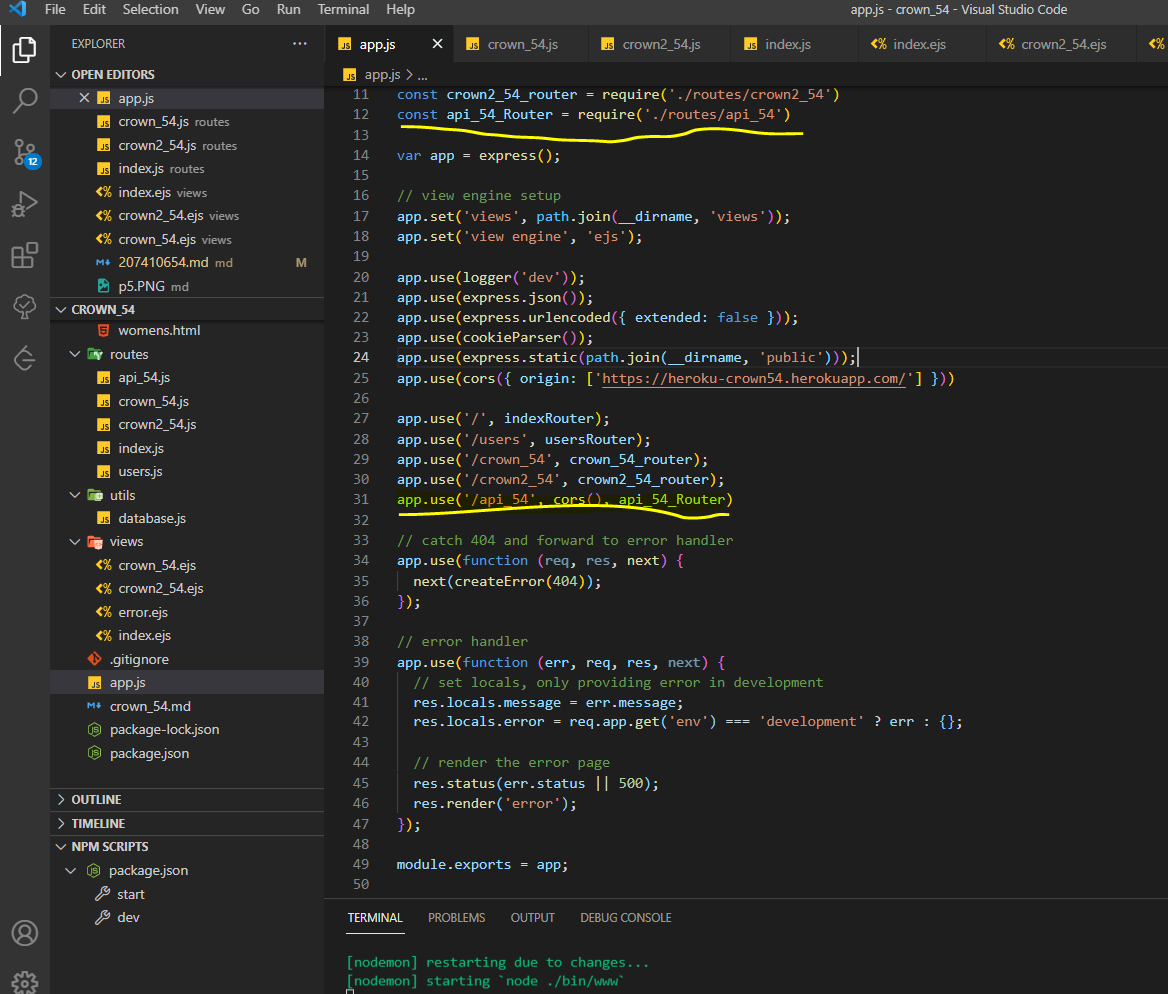 File Edit Selection View Go Run Terminal Help
app.js - crown_54 - Visual Studio Code
EXPLORER
OPEN EDITORS
app.js
crown_54.js routes
crown2_54.js routes
index.js routes
index.ejs views
crown2_54.ejs views
crown_54.ejs views
207410654.md md M
p5.PNG md
CROWN_54
womens.html
routes
api_54.js
crown_54.js
crown2_54.js
index.js
users.js
utils
database.js
views
crown_54.ejs
crown2_54.ejs
error.ejs
index.ejs
.gitignore
app.js
crown_54.md
package-lock.json
package.json
OUTLINE
TIMELINE
NPM SCRIPTS
package.json
start
dev
12
app.js crown_54.js crown2_54.js index.js index.ejs crown2_54.ejs
app.js > ...
11 const crown2_54_router = require('./routes/crown2_54')
12 const api_54_Router = require('./routes/api_54')
13
14 var app = express();
15
16 // view engine setup
17 app.set('views', path.join(__dirname, 'views'));
18 app.set('view engine', 'ejs');
19
20 app.use(logger('dev'));
21 app.use(express.json());
22 app.use(express.urlencoded({ extended: false }));
23 app.use(cookieParser());
24 app.use(express.static(path.join(__dirname, 'public')));
25 app.use(cors({ origin: ['https://heroku-crown54.herokuapp.com/'] }))
26
27 app.use('/', indexRouter);
28 app.use('/users', usersRouter);
29 app.use('/crown_54', crown_54_router);
30 app.use('/crown2_54', crown2_54_router);
31 app.use('/api_54', cors(), api_54_Router)
32
33 // catch 404 and forward to error handler
34 app.use(function (req, res, next) {
35 next(createError(404));
36 });
37
38 // error handler
39 app.use(function (err, req, res, next) {
40 // set locals, only providing error in development
41 res.locals.message = err.message;
42 res.locals.error = req.app.get('env') === 'development' ? err : {};
43
44 // render the error page
45 res.status(err.status || 500);
46 res.render('error');
47 });
48
49 module.exports = app;
50
TERMINAL PROBLEMS OUTPUT DEBUG CONSOLE
[nodemon] restarting due to changes...
[nodemon] starting `node ./bin/www`